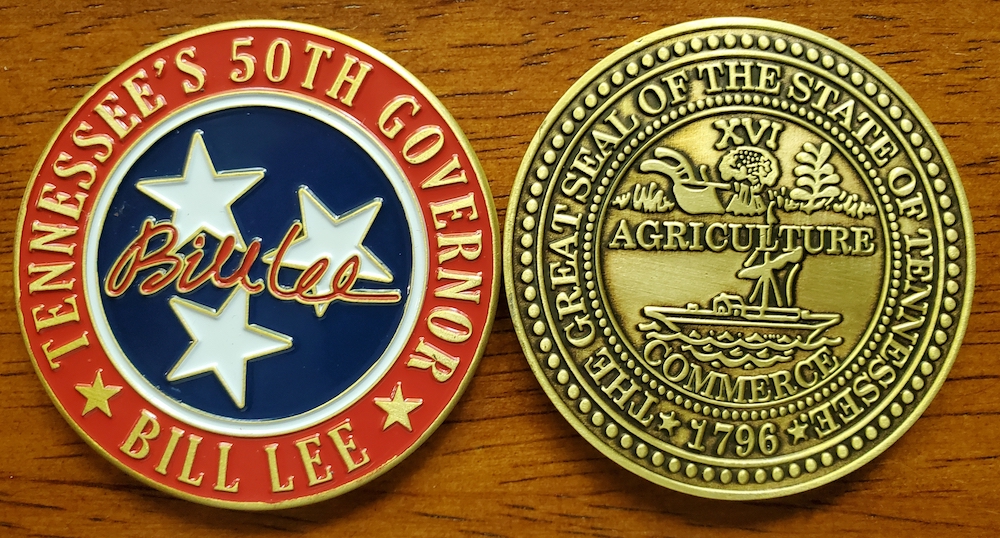 TENNESSEE'S 50TH GOVERNOR
Bill Lee
BILL LEE
THE GREAT SEAL OF THE STATE OF TENNESSEE
XVI
AGRICULTURE
COMMERCE
1796